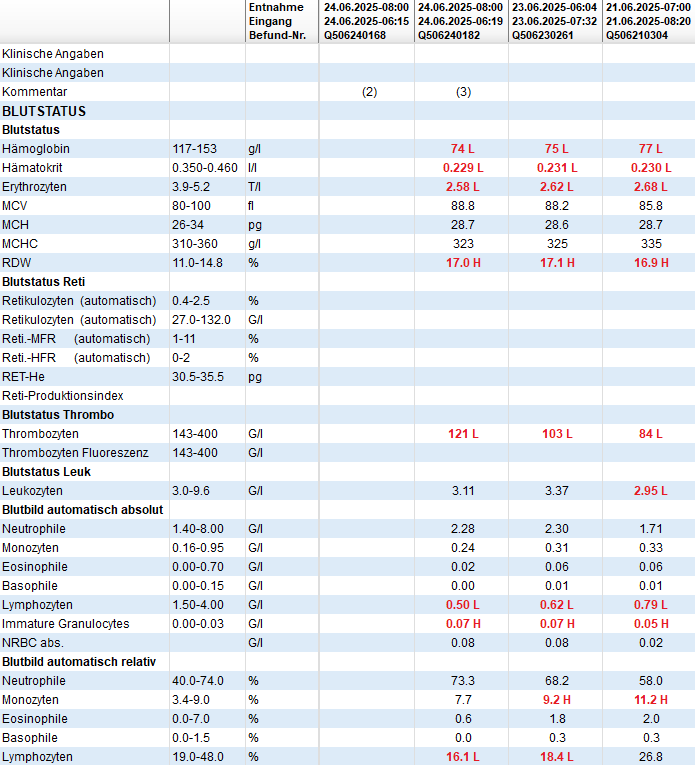 Entnahme 24.06.2025-08:00 24.06.2025-08:00 23.06.2025-06:04 21.06.2025-07:00
Eingang 24.06.2025-06:15 24.06.2025-06:19 23.06.2025-07:32 21.06.2025-08:20
Befund-Nr. Q506240168 Q506240182 Q506230261 Q506210304
Klinische Angaben
Klinische Angaben
Kommentar (2) (3)
BLUTSTATUS
Blutstatus
Hämoglobin 117-153 g/l 74 L 75 L 77 L
Hämatokrit 0.350-0.460 l/l 0.229 L 0.231 L 0.230 L
Erythrozyten 3.9-5.2 T/l 2.58 L 2.62 L 2.68 L
MCV 80-100 fl 88.8 88.2 85.8
MCH 26-34 pg 28.7 28.6 28.7
MCHC 310-360 g/l 323 325 335
RDW 11.0-14.8 % 17.0 H 17.1 H 16.9 H
Blutstatus Reti
Retikulozyten (automatisch) 0.4-2.5 %
Retikulozyten (automatisch) 27.0-132.0 G/l
Reti.-MFR (automatisch) 1-11 %
Reti.-HFR (automatisch) 0-2 %
RET-He 30.5-35.5 pg
Reti-Produktionsindex
Blutstatus Thrombo
Thrombozyten 143-400 G/l 121 L 103 L 84 L
Thrombozyten Fluoreszenz 143-400 G/l
Blutstatus Leuk
Leukozyten 3.0-9.6 G/l 3.11 3.37 2.95 L
Blutbild automatisch absolut
Neutrophile 1.40-8.00 G/l 2.28 2.30 1.71
Monozyten 0.16-0.95 G/l 0.24 0.31 0.33
Eosinophile 0.00-0.70 G/l 0.02 0.06 0.06
Basophile 0.00-0.15 G/l 0.00 0.01 0.01
Lymphozyten 1.50-4.00 G/l 0.50 L 0.62 L 0.79 L
Immature Granulocytes 0.00-0.03 G/l 0.07 H 0.07 H 0.05 H
NRBC abs. G/l 0.08 0.08 0.02
Blutbild automatisch relativ
Neutrophile 40.0-74.0 % 73.3 68.2 58.0
Monozyten 3.4-9.0 % 7.7 9.2 H 11.2 H
Eosinophile 0.0-7.0 % 0.6 1.8 2.0
Basophile 0.0-1.5 % 0.0 0.3 0.3
Lymphozyten 19.0-48.0 % 16.1 L 18.4 L 26.8